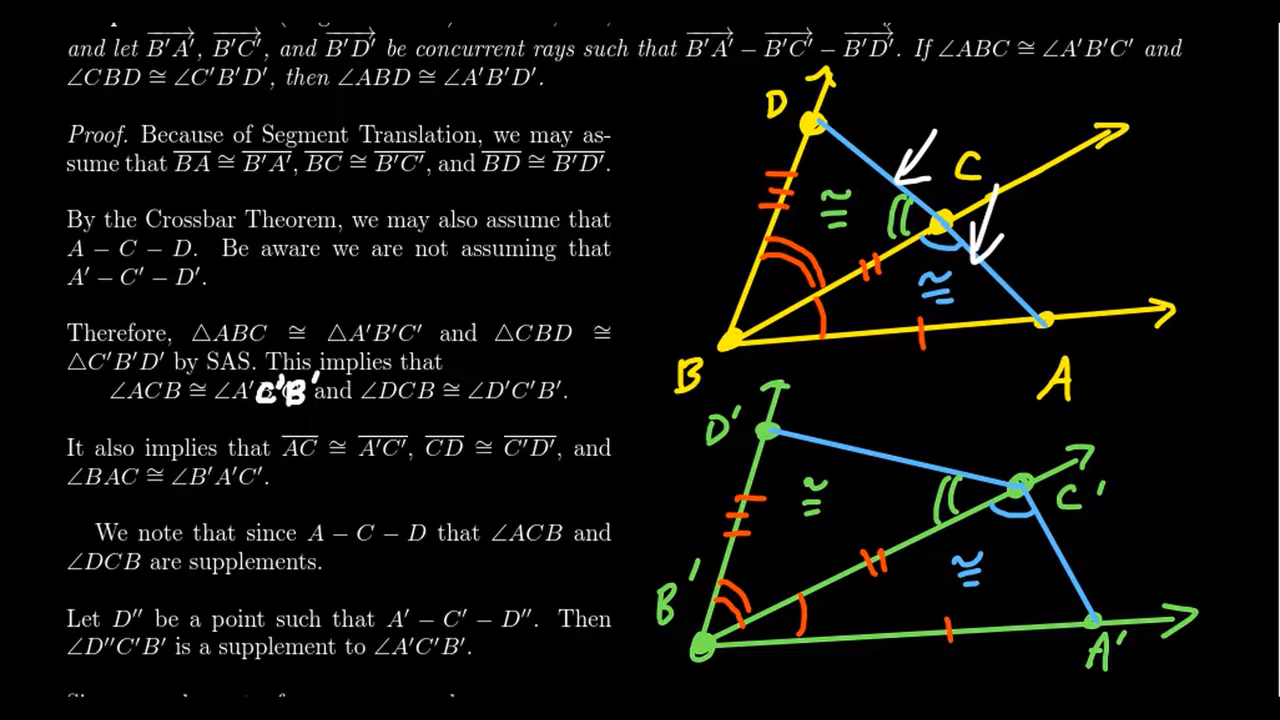 and let B'A', B'C', and B'D' be concurrent rays such that B'A' − B'C' − B'D'. If ∠ABC ≅ ∠A'B'C' and
∠CBD ≅ ∠C'B'D', then ∠ABD ≅ ∠A'B'D'.
Proof. Because of Segment Translation, we may as-
sume that BA ≅ B'A', BC ≅ B'C', and BD ≅ B'D'.
By the Crossbar Theorem, we may also assume that
A − C − D. Be aware we are not assuming that
A' − C' − D'.
Therefore, △ABC ≅ △A'B'C' and △CBD ≅
△C'B'D' by SAS. This implies that
∠ACB ≅ ∠A'C'B' and ∠DCB ≅ ∠D'C'B'.
It also implies that AC ≅ A'C', CD ≅ C'D', and
∠BAC ≅ ∠B'A'C'.
We note that since A − C − D that ∠ACB and
∠DCB are supplements.
Let D'' be a point such that A' − C' − D''. Then
∠D''C'B' is a supplement to ∠A'C'B'.
D
C
≅
≅
B
A
D'
C'
≅
≅
B'
A'